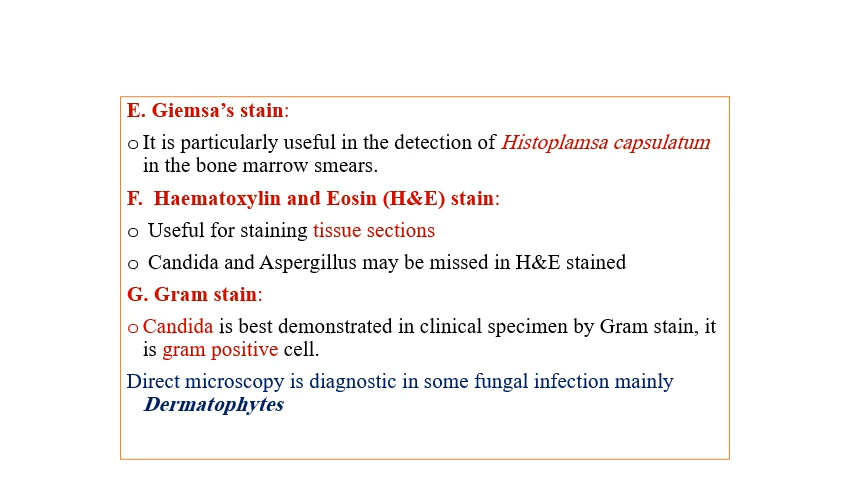 E. Giemsa’s stain:
o It is particularly useful in the detection of Histoplamsa capsulatum
in the bone marrow smears.
F. Haematoxylin and Eosin (H&E) stain:
o Useful for staining tissue sections
o Candida and Aspergillus may be missed in H&E stained
G. Gram stain:
o Candida is best demonstrated in clinical specimen by Gram stain, it
is gram positive cell.
Direct microscopy is diagnostic in some fungal infection mainly
Dermatophytes